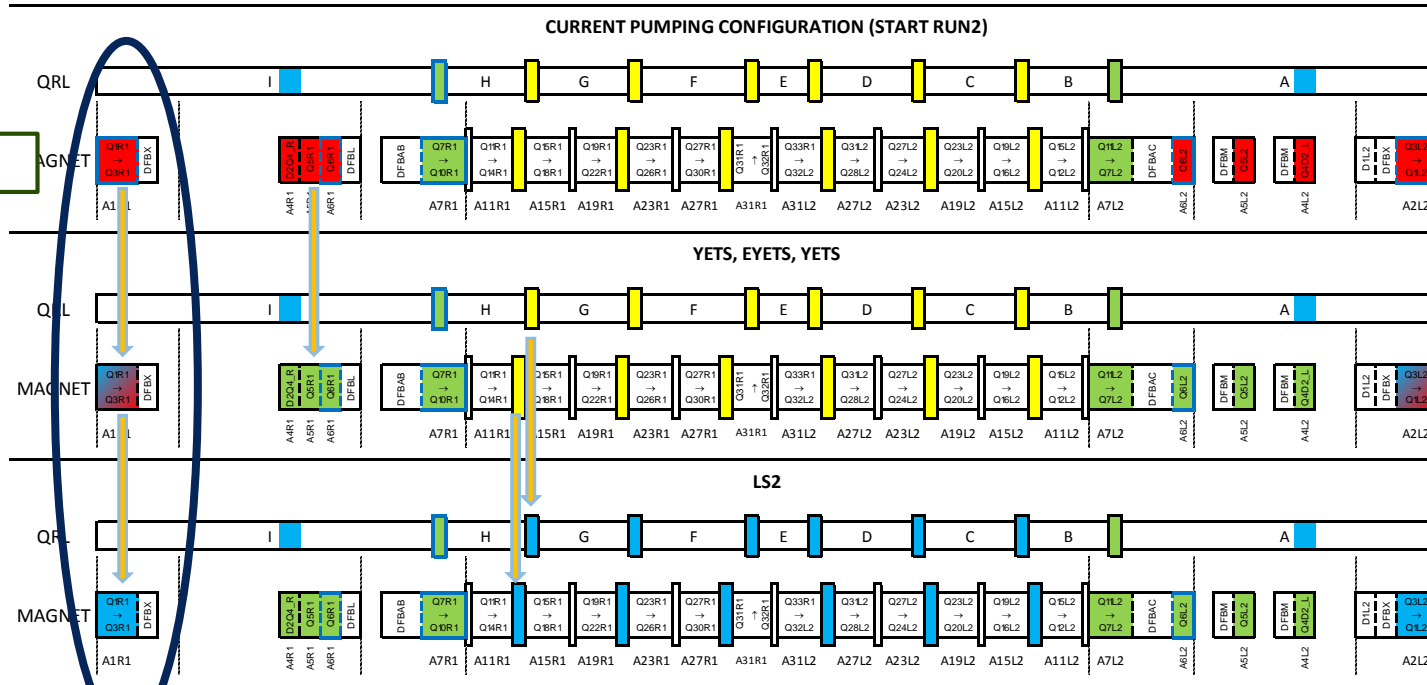 CURRENT PUMPING CONFIGURATION (START RUN2)
QRL I H G F E D C B A
AGNET
Q1R1 → Q3R1 DFBX D2Q4_R Q5R1 Q6R1 DFBL DFBAB Q7R1 → Q10R1 Q11R1 → Q14R1 Q15R1 → Q18R1 Q19R1 → Q22R1 Q23R1 → Q26R1 Q27R1 → Q30R1 Q31R1 → Q32R1 Q33R1 → Q32L2 Q31L2 → Q28L2 Q27L2 → Q24L2 Q23L2 → Q20L2 Q19L2 → Q16L2 Q15L2 → Q12L2 Q11L2 → Q7L2 DFBAC Q6L2 DFBM Q5L2 DFBM Q4D2_L D1L2 DFBX Q3L2 → Q1L2
A4R1 A6R1 A7R1 A11R1 A15R1 A19R1 A23R1 A27R1 A31R1 A31L2 A27L2 A23L2 A19L2 A15L2 A11L2 A7L2 A6L2 A5L2 A4L2 A2L2
YETS, EYETS, YETS
I H G F E D C B A
MAGNET
Q1R1 → Q3R1 DFBX D2Q4_R Q5R1 Q6R1 DFBL DFBAB Q7R1 → Q10R1 Q11R1 → Q14R1 Q15R1 → Q18R1 Q19R1 → Q22R1 Q23R1 → Q26R1 Q27R1 → Q30R1 Q31R1 → Q32R1 Q33R1 → Q32L2 Q31L2 → Q28L2 Q27L2 → Q24L2 Q23L2 → Q20L2 Q19L2 → Q16L2 Q15L2 → Q12L2 Q11L2 → Q7L2 DFBAC Q6L2 DFBM Q5L2 DFBM Q4D2_L D1L2 DFBX Q3L2 → Q1L2
A4R1 A5R1 A6R1 A7R1 A11R1 A15R1 A19R1 A23R1 A27R1 A31R1 A31L2 A27L2 A23L2 A19L2 A15L2 A11L2 A7L2 A6L2 A5L2 A4L2 A2L2
LS2
QRL I H G F E D C B A
MAGNET
Q1R1 → Q3R1 DFBX D2Q4_R Q5R1 Q6R1 DFBL DFBAB Q7R1 → Q10R1 Q11R1 → Q14R1 Q15R1 → Q18R1 Q19R1 → Q22R1 Q23R1 → Q26R1 Q27R1 → Q30R1 Q31R1 → Q32R1 Q33R1 → Q32L2 Q31L2 → Q28L2 Q27L2 → Q24L2 Q23L2 → Q20L2 Q19L2 → Q16L2 Q15L2 → Q12L2 Q11L2 → Q7L2 DFBAC Q6L2 DFBM Q5L2 DFBM Q4D2_L D1L2 DFBX Q3L2 → Q1L2
A1R1 A4R1 A5R1 A6R1 A7R1 A11R1 A15R1 A19R1 A23R1 A27R1 A31R1 A31L2 A27L2 A23L2 A19L2 A15L2 A11L2 A7L2 A6L2 A5L2 A4L2 A2L2